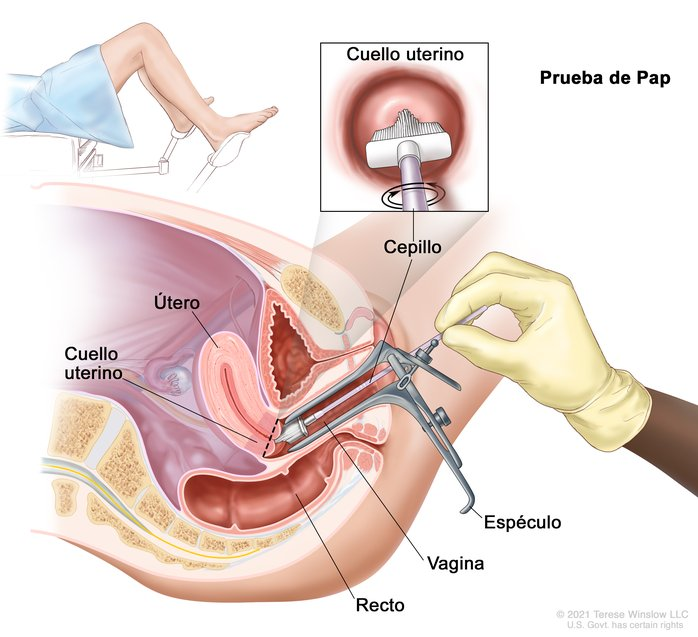 Prueba de Pap
Cuello uterino
Cepillo
Útero
Cuello
uterino
Espéculo
Vagina
Recto
© 2021 Terese Winslow LLC
U.S. Govt. has certain rights